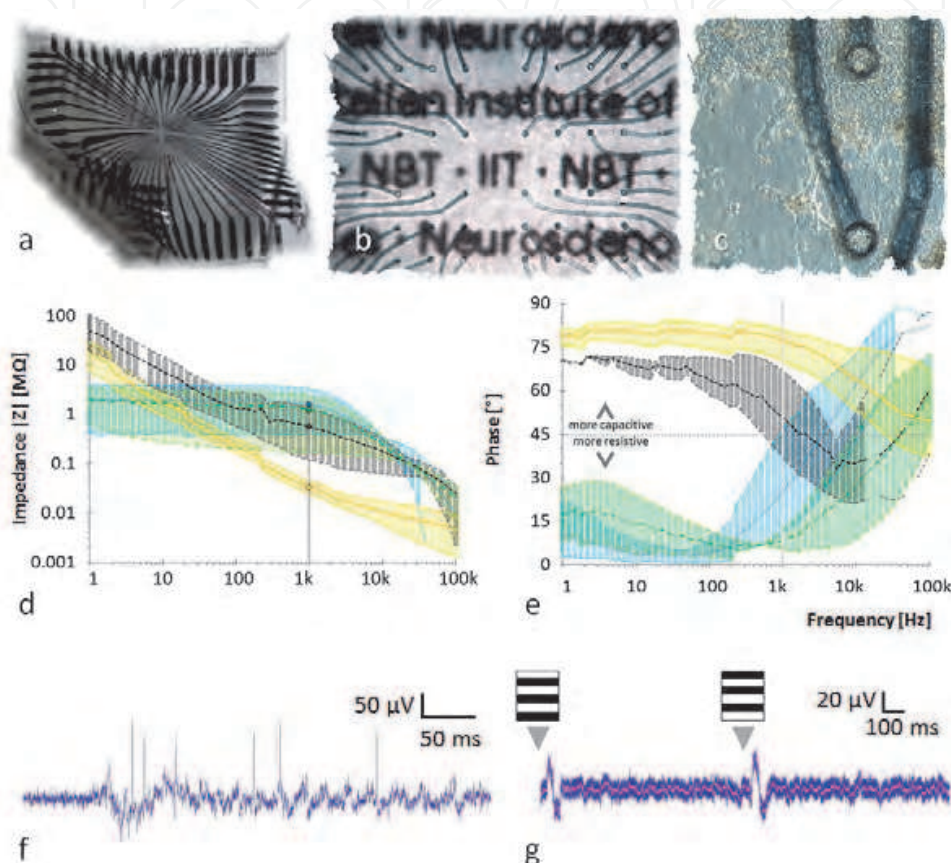 a
b
c
Neuroscienc
Institute of
· NBT · IIT · NBT ·
Neuroscienc
Impedance |Z| [MΩ]
100
10
1
0.1
0.01
0.001
1
10
100
1k
10k
100k
d
Phase [°]
90
75
60
45
30
15
0
more capacitive
more resistive
1
10
100
1k
10k
100k
e
Frequency [Hz]
50 µV
50 ms
f
20 µV
100 ms
g